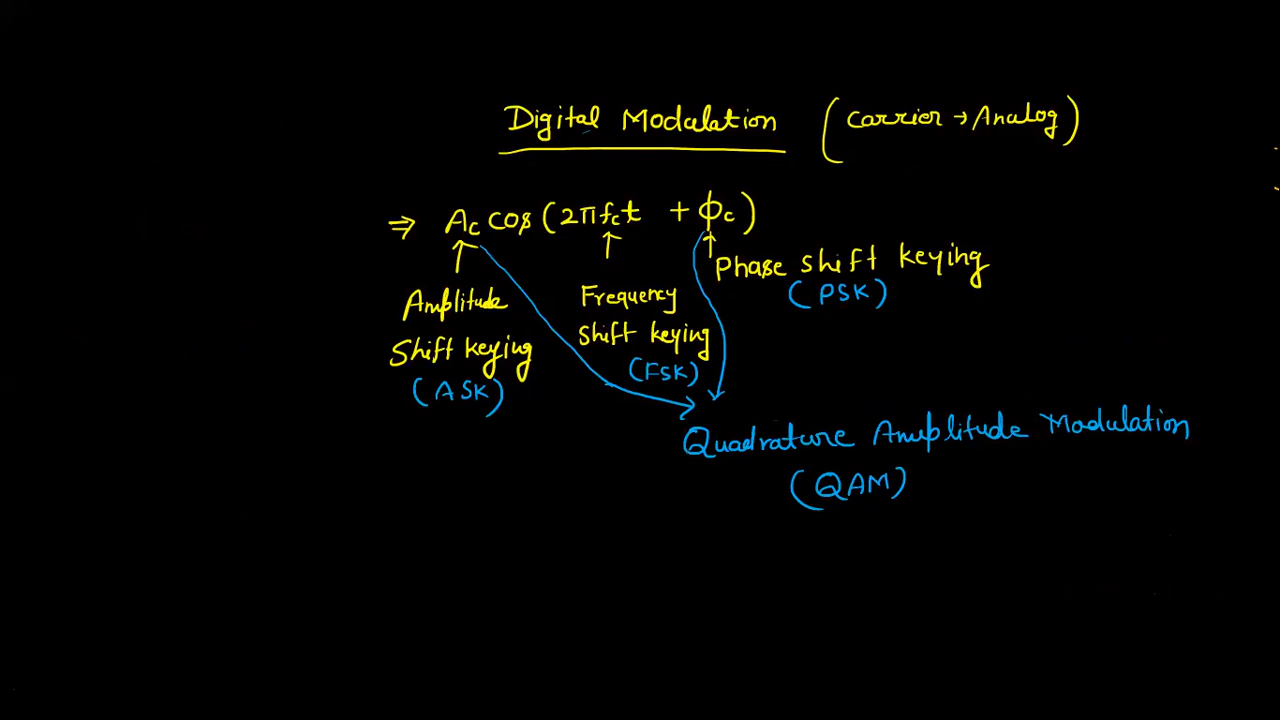 Digital Modulation (Carrier → Analog)
⇒ Ac cos (2πfct + ϕc)
Phase shift keying
(PSK)
Amplitude
Shift keying
(ASK)
Frequency
Shift keying
(FSK)
Quadrature Amplitude Modulation
(QAM)